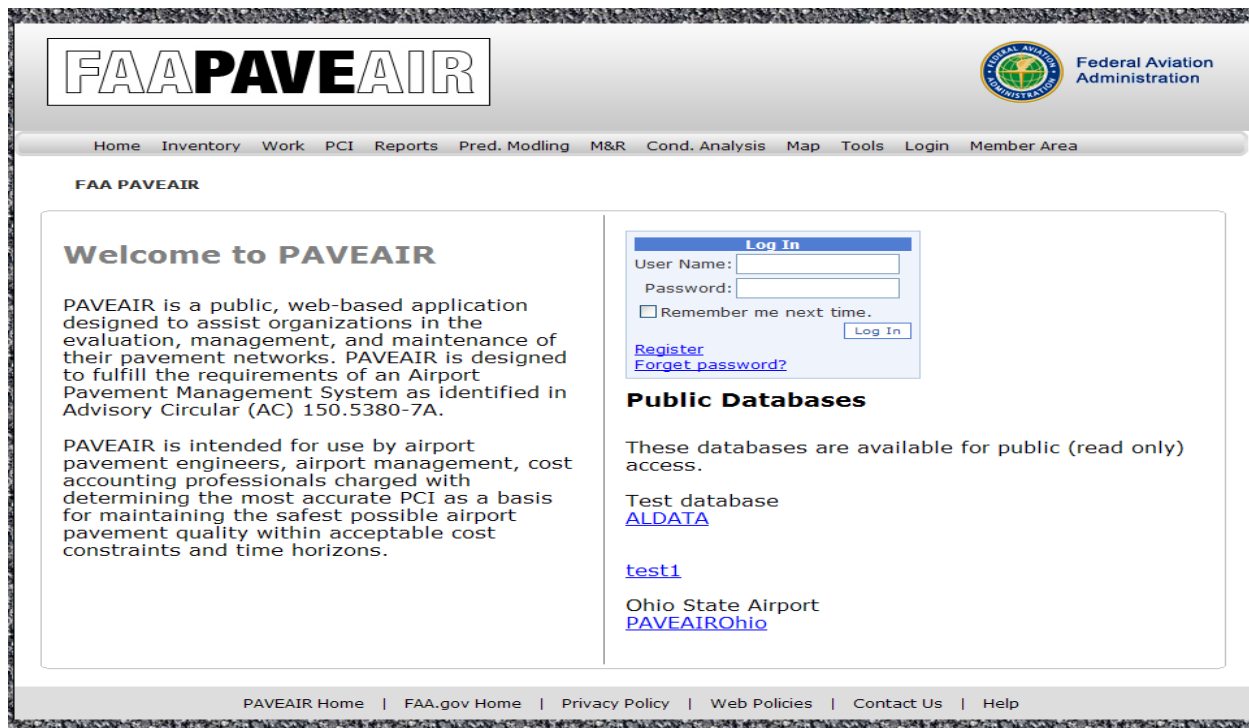 FAAPAVEAIR
FEDERAL AVIATION
ADMINISTRATION
Federal Aviation
Administration
Home Inventory Work PCI Reports Pred. Modling M&R Cond. Analysis Map Tools Login Member Area
FAA PAVEAIR
Welcome to PAVEAIR
PAVEAIR is a public, web-based application
designed to assist organizations in the
evaluation, management, and maintenance of
their pavement networks. PAVEAIR is designed
to fulfill the requirements of an Airport
Pavement Management System as identified in
Advisory Circular (AC) 150.5380-7A.
PAVEAIR is intended for use by airport
pavement engineers, airport management, cost
accounting professionals charged with
determining the most accurate PCI as a basis
for maintaining the safest possible airport
pavement quality within acceptable cost
constraints and time horizons.
Log In
User Name:
Password:
Remember me next time.
Log In
Register
Forget password?
Public Databases
These databases are available for public (read only)
access.
Test database
ALDATA
test1
Ohio State Airport
PAVEAIROhio
PAVEAIR Home | FAA.gov Home | Privacy Policy | Web Policies | Contact Us | Help